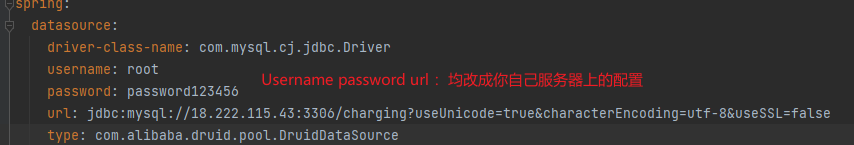 spring:
datasource:
driver-class-name: com.mysql.cj.jdbc.Driver
username: root
password: password123456
Username password url : 均改成你自己服务器上的配置
url: jdbc:mysql://18.222.115.43:3306/charging?useUnicode=true&characterEncoding=utf-8&useSSL=false
type: com.alibaba.druid.pool.DruidDataSource